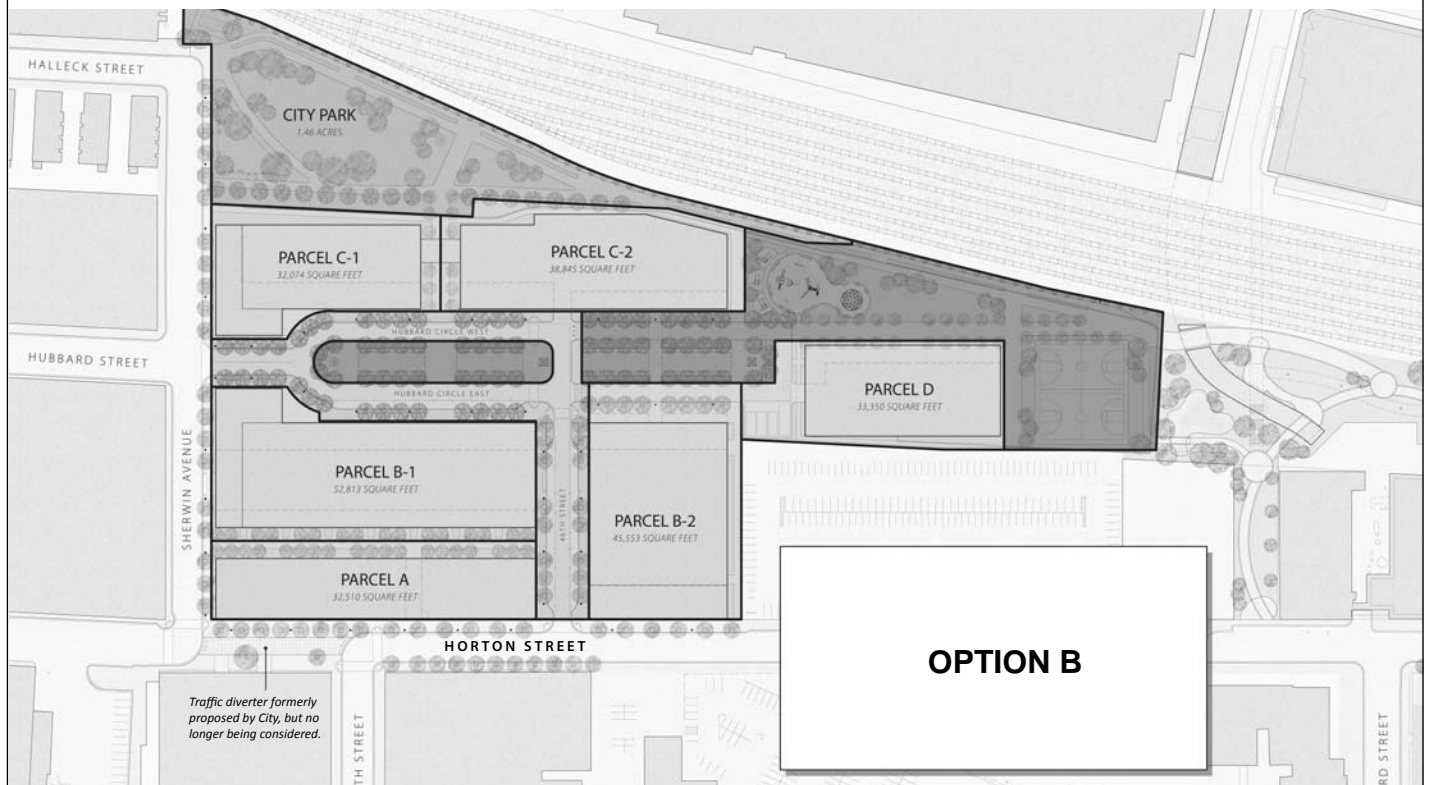 HALLECK STREET
CITY PARK
1.46 ACRES
PARCEL C-1
32,074 SQUARE FEET
PARCEL C-2
38,845 SQUARE FEET
HUBBARD CIRCLE WEST
HUBBARD STREET
HUBBARD CIRCLE EAST
PARCEL D
33,350 SQUARE FEET
SHERWIN AVENUE
PARCEL B-1
52,813 SQUARE FEET
46TH STREET
PARCEL B-2
45,553 SQUARE FEET
PARCEL A
32,510 SQUARE FEET
HORTON STREET
OPTION B
Traffic diverter formerly
proposed by City, but no
longer being considered.
TH STREET
RD STREET